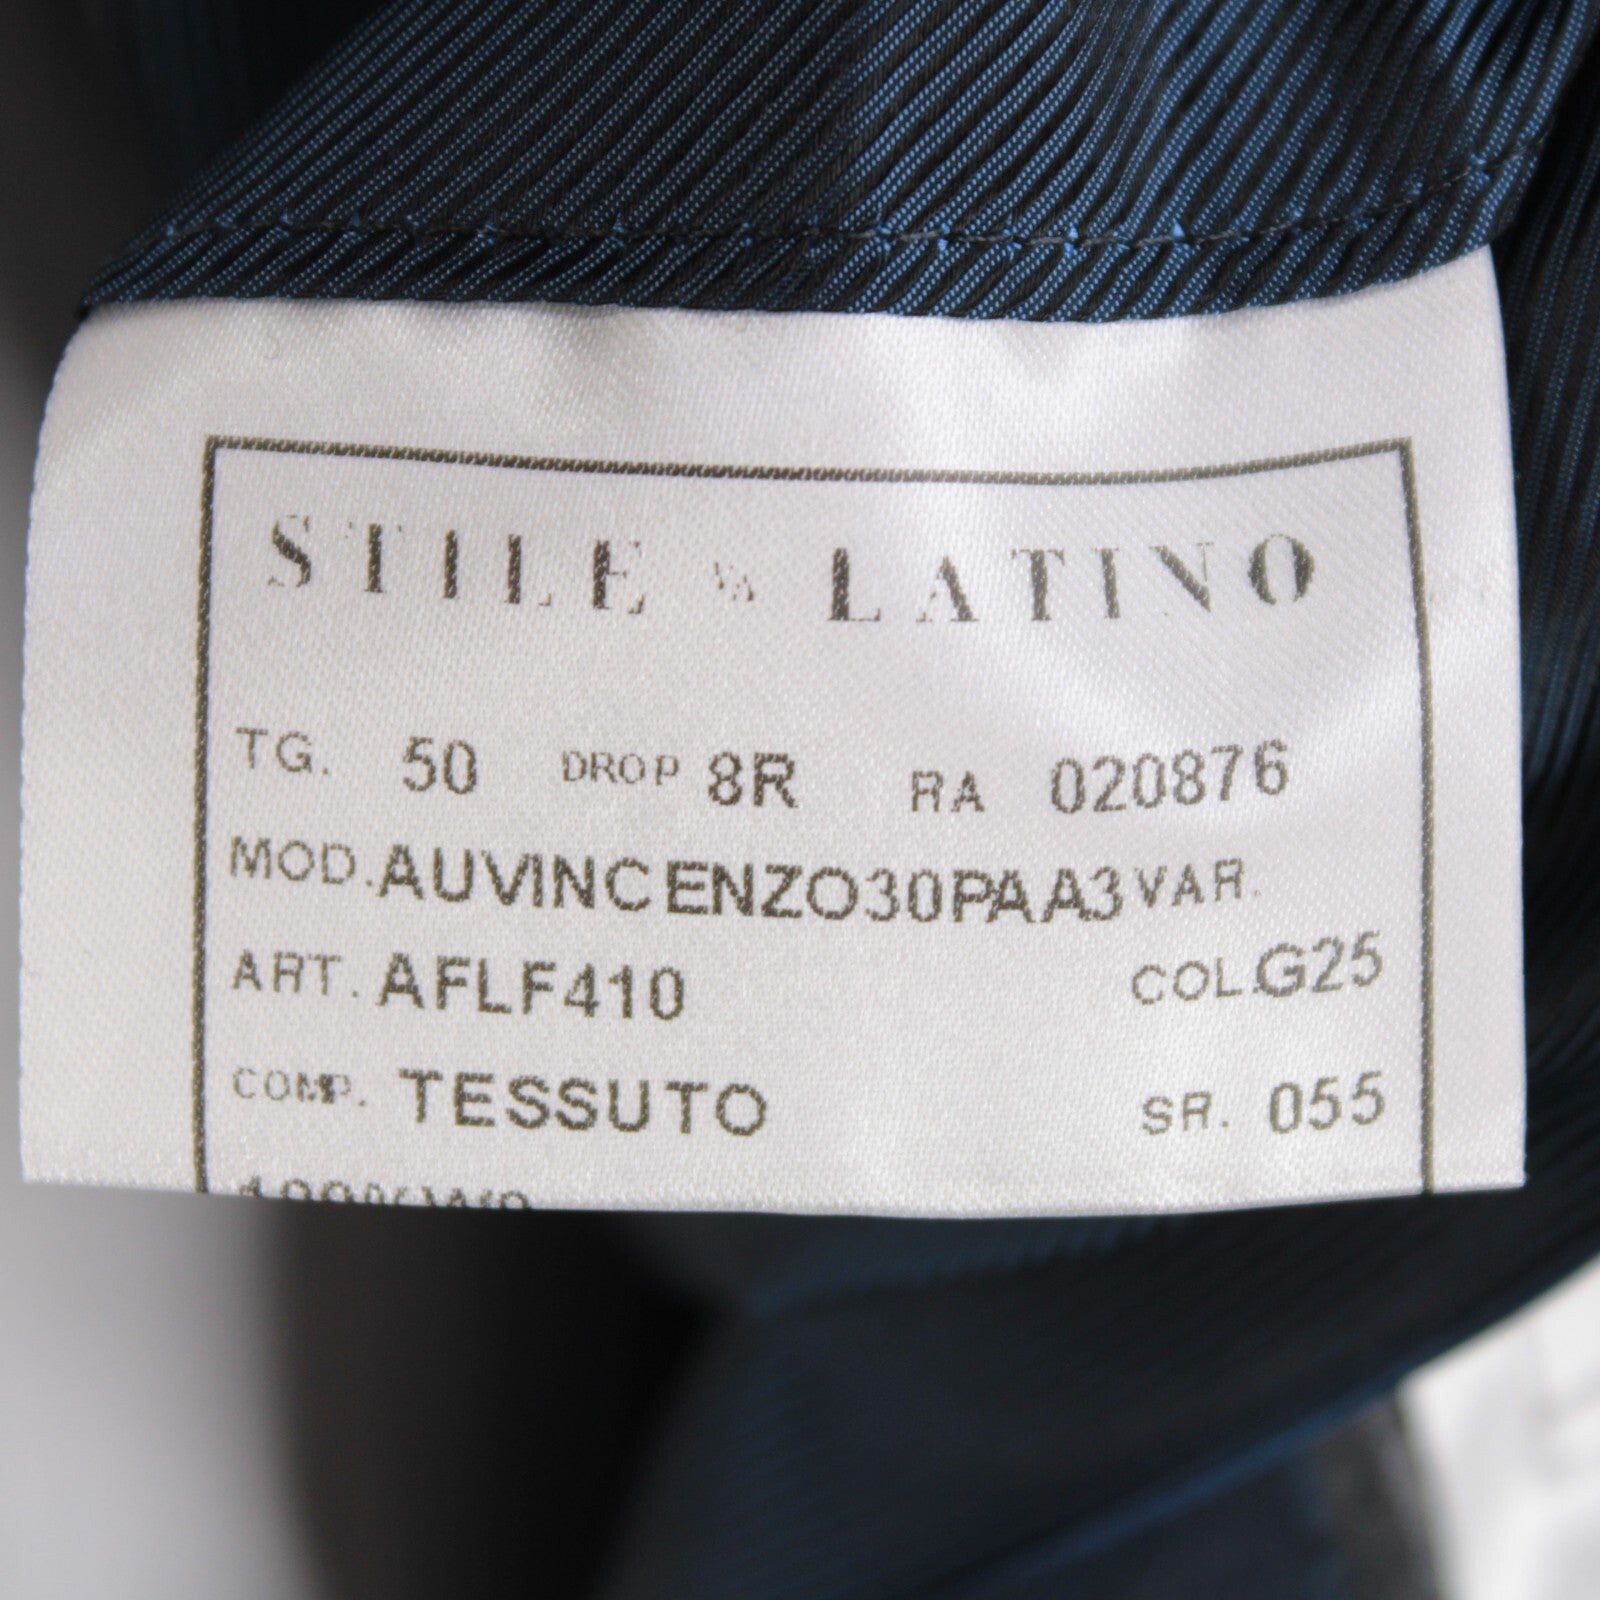 STILE LATINO
TG. 50 DROP 8R RA 020876
MOD. AUVINCENZO30PAA3 VAR.
ART. AFLF410 COL. G25
COMP. TESSUTO SR. 055